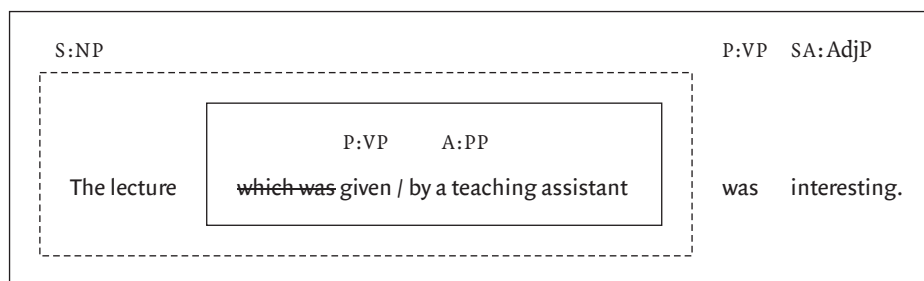 S:NP P:VP SA:AdjP
P:VP A:PP
The lecture which was given / by a teaching assistant was interesting.